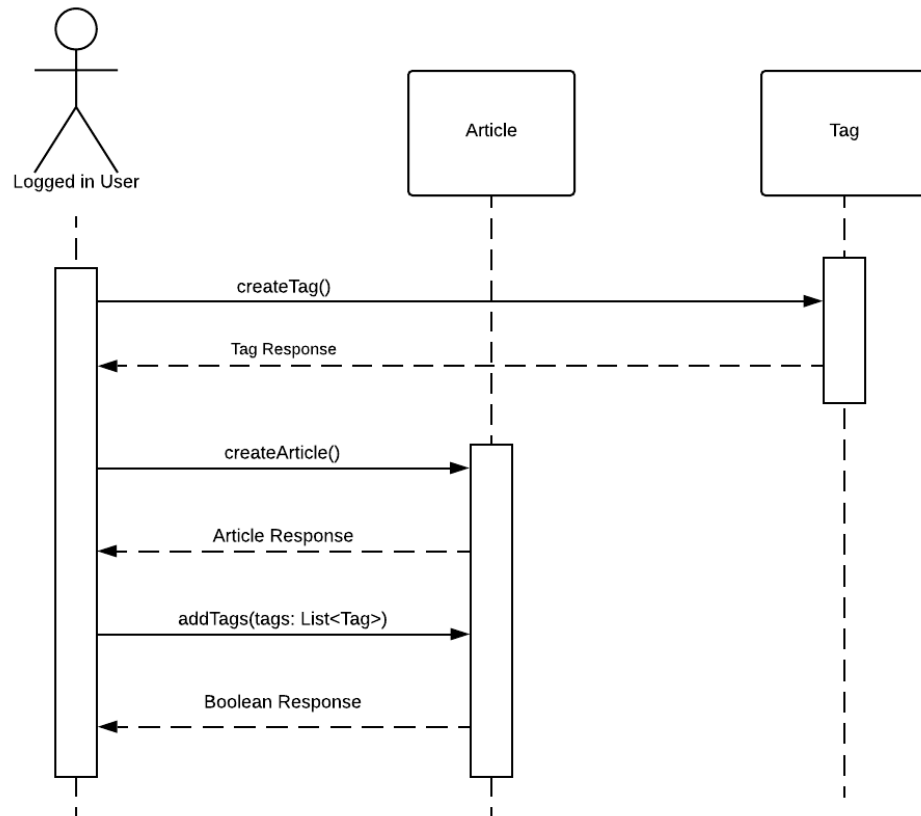 Logged in User
Article
Tag
createTag()
Tag Response
createArticle()
Article Response
addTags(tags: List<Tag>)
Boolean Response